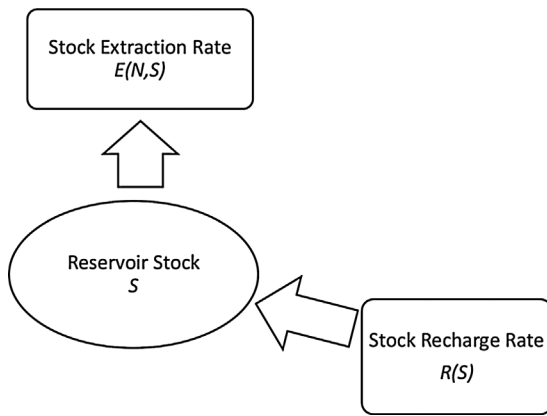 Stock Extraction Rate
E(N,S)
Reservoir Stock
S
Stock Recharge Rate
R(S)